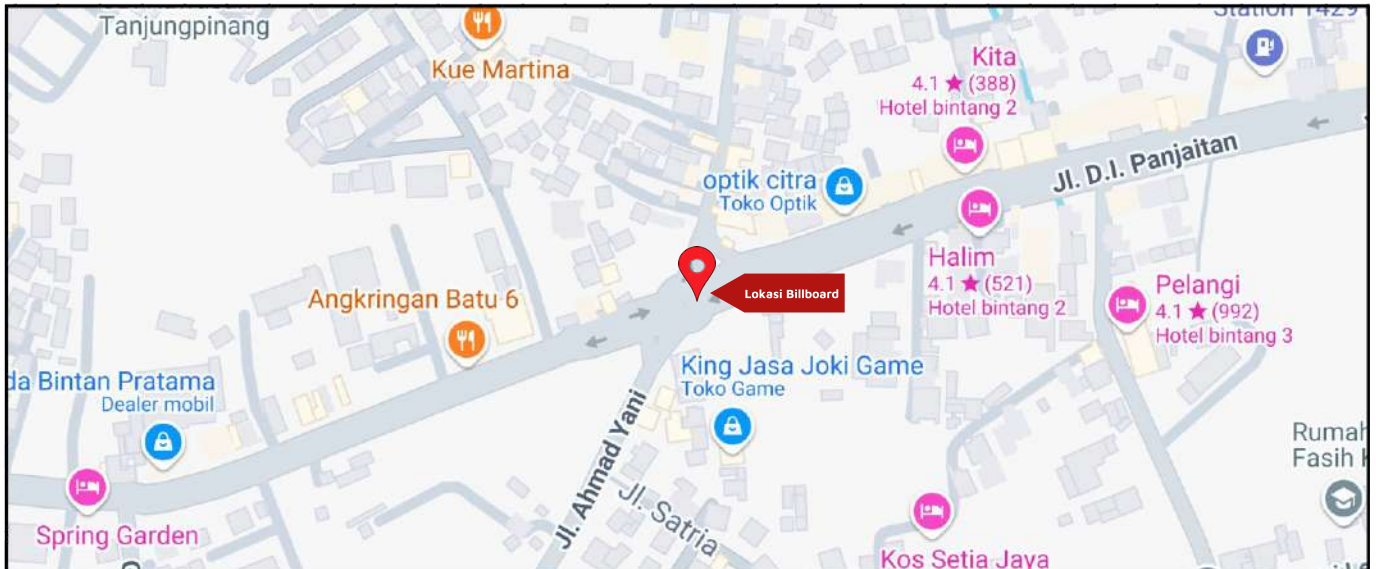 Tanjungpinang
Kue Martina
Station 1429
Kita
4.1 ★ (388)
Hotel bintang 2
Jl. D.I. Panjaitan
optik citra
Toko Optik
Halim
4.1 ★ (521)
Hotel bintang 2
Pelangi
4.1 ★ (992)
Hotel bintang 3
Lokasi Billboard
Angkringan Batu 6
King Jasa Joki Game
Toko Game
da Bintan Pratama
Dealer mobil
Jl. Ahmad Yani
Jl. Satria
Rumah
Fasih
Spring Garden
Kos Setia Jaya